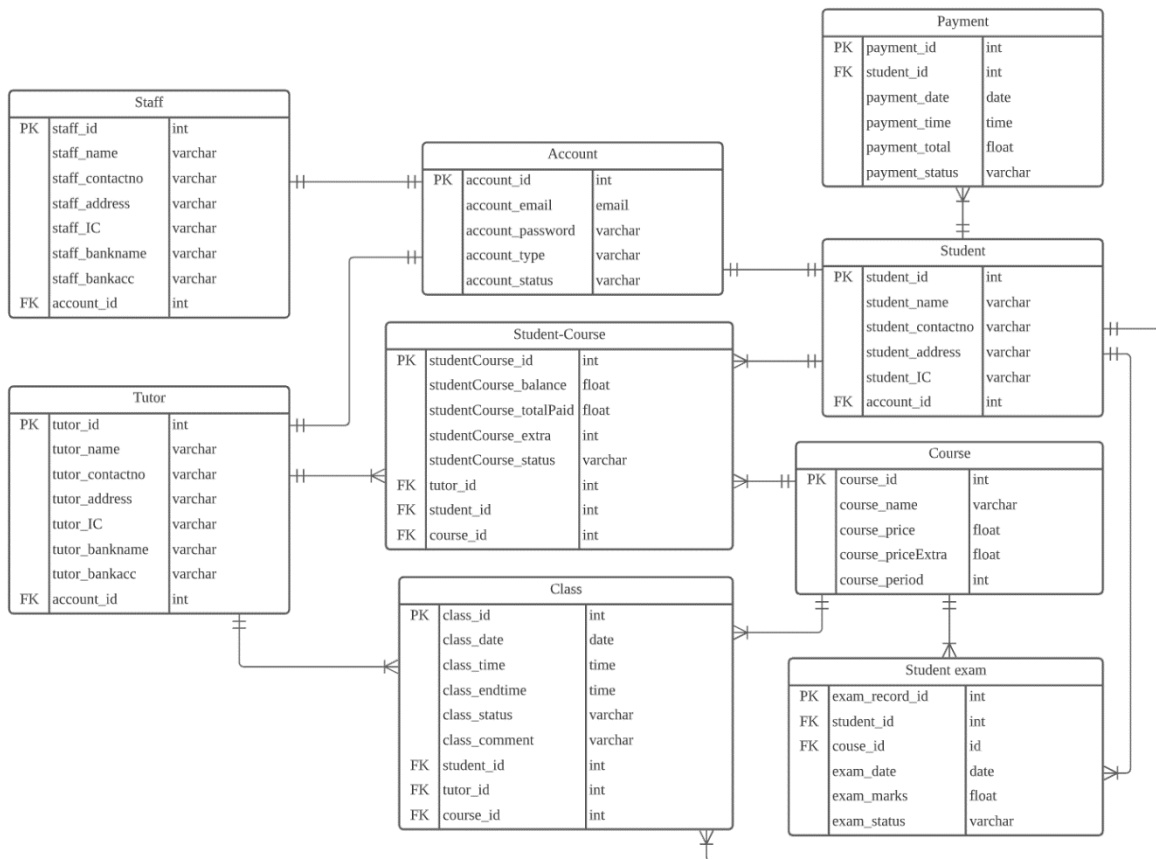 Payment
PK payment_id int
FK student_id int
payment_date date
payment_time time
payment_total float
payment_status varchar
Staff
PK staff_id int
staff_name varchar
staff_contactno varchar
staff_address varchar
staff_IC varchar
staff_bankname varchar
staff_bankacc varchar
FK account_id int
Account
PK account_id int
account_email email
account_password varchar
account_type varchar
account_status varchar
Student
PK student_id int
student_name varchar
student_contactno varchar
student_address varchar
student_IC varchar
FK account_id int
Student-Course
PK studentCourse_id int
studentCourse_balance float
studentCourse_totalPaid float
studentCourse_extra int
studentCourse_status varchar
FK tutor_id int
FK student_id int
FK course_id int
Tutor
PK tutor_id int
tutor_name varchar
tutor_contactno varchar
tutor_address varchar
tutor_IC varchar
tutor_bankname varchar
tutor_bankacc varchar
FK account_id int
Course
PK course_id int
course_name varchar
course_price float
course_priceExtra float
course_period int
Class
PK class_id int
class_date date
class_time time
class_endtime time
class_status varchar
class_comment varchar
FK student_id int
FK tutor_id int
FK course_id int
Student exam
PK exam_record_id int
FK student_id int
FK couse_id id
exam_date date
exam_marks float
exam_status varchar